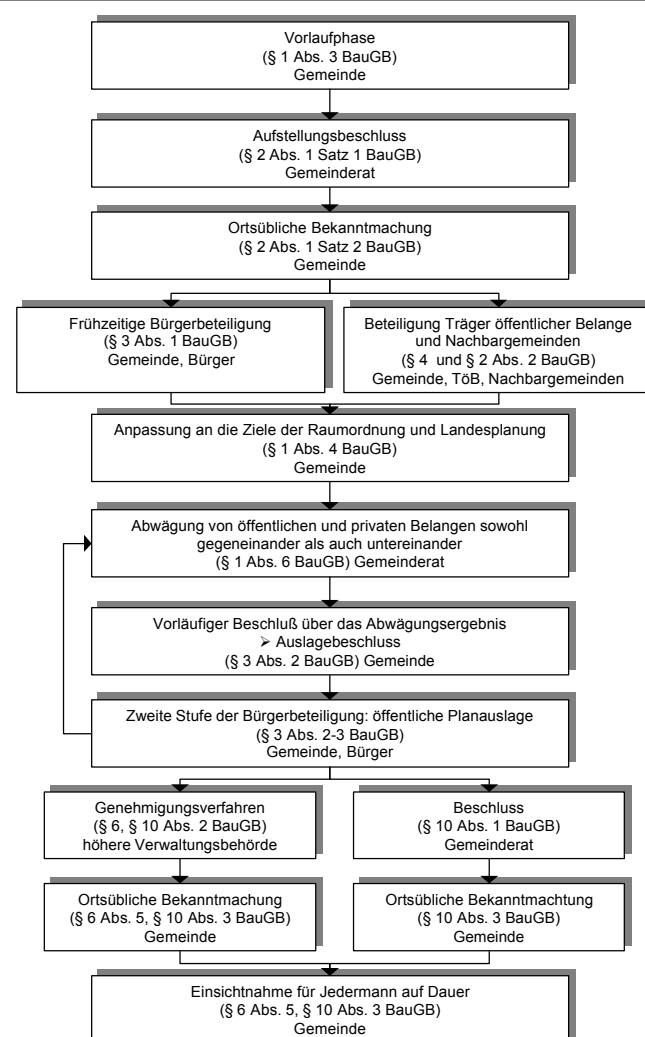 Vorlaufphase
(§ 1 Abs. 3 BauGB)
Gemeinde
Aufstellungsbeschluss
(§ 2 Abs. 1 Satz 1 BauGB)
Gemeinderat
Ortsübliche Bekanntmachung
(§ 2 Abs. 1 Satz 2 BauGB)
Gemeinde
Frühzeitige Bürgerbeteiligung
(§ 3 Abs. 1 BauGB)
Gemeinde, Bürger
Beteiligung Träger öffentlicher Belange
und Nachbargemeinden
(§ 4 und § 2 Abs. 2 BauGB)
Gemeinde, TöB, Nachbargemeinden
Anpassung an die Ziele der Raumordnung und Landesplanung
(§ 1 Abs. 4 BauGB)
Gemeinde
Abwägung von öffentlichen und privaten Belangen sowohl
gegeneinander als auch untereinander
(§ 1 Abs. 6 BauGB) Gemeinderat
Vorläufiger Beschluß über das Abwägungsergebnis
➢ Auslagebeschluss
(§ 3 Abs. 2 BauGB) Gemeinde
Zweite Stufe der Bürgerbeteiligung: öffentliche Planauslage
(§ 3 Abs. 2-3 BauGB)
Gemeinde, Bürger
Genehmigungsverfahren
(§ 6, § 10 Abs. 2 BauGB)
höhere Verwaltungsbehörde
Beschluss
(§ 10 Abs. 1 BauGB)
Gemeinderat
Ortsübliche Bekanntmachung
(§ 6 Abs. 5, § 10 Abs. 3 BauGB)
Gemeinde
Ortsübliche Bekanntmachtung
(§ 10 Abs. 3 BauGB)
Gemeinde
Einsichtnahme für Jedermann auf Dauer
(§ 6 Abs. 5, § 10 Abs. 3 BauGB)
Gemeinde